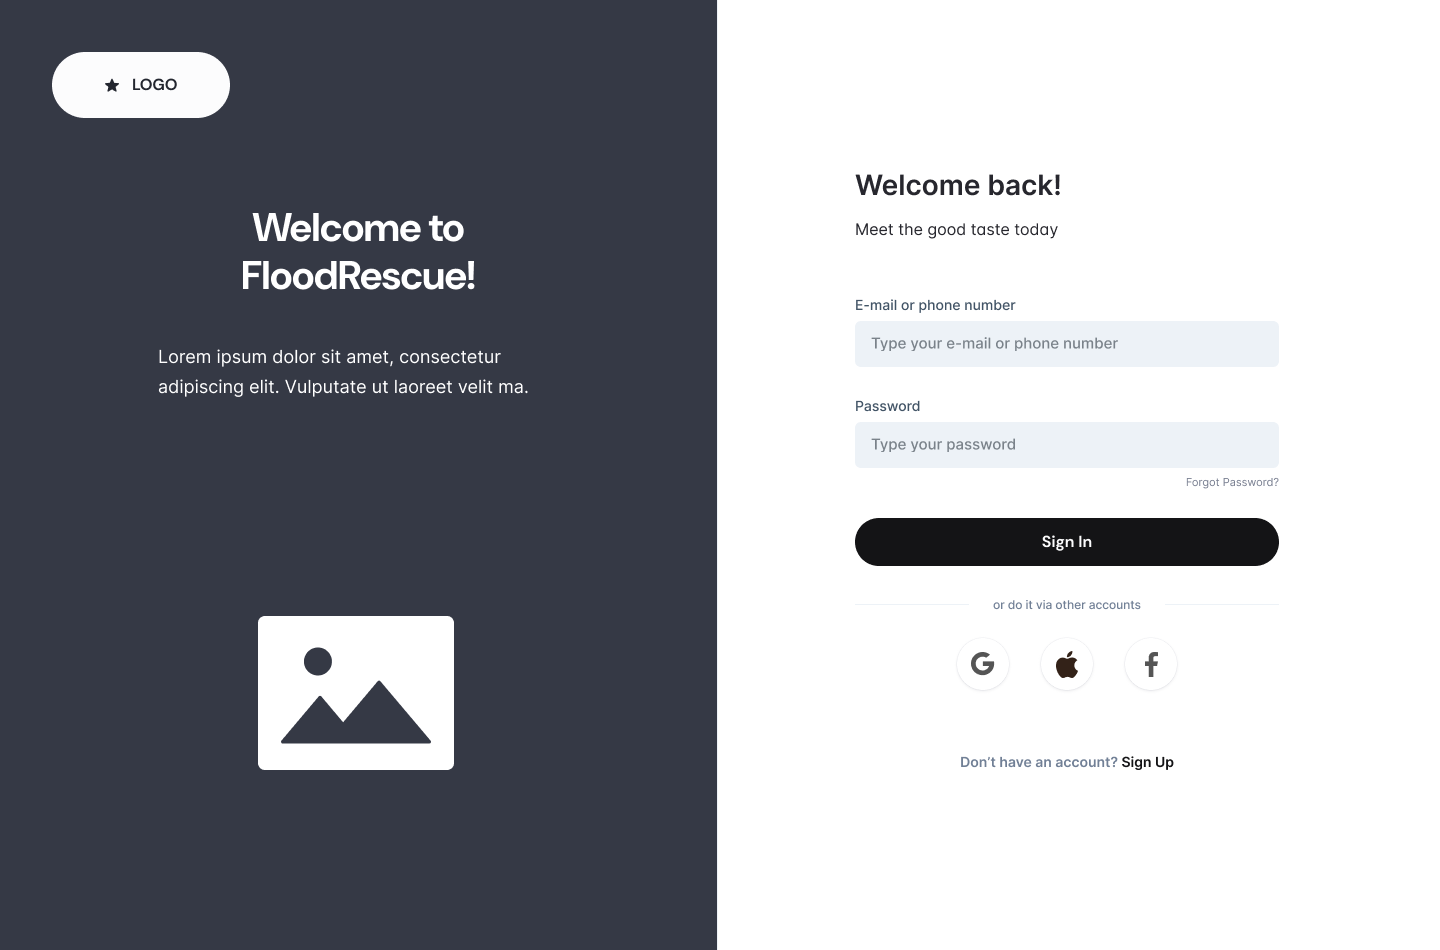 LOGO
Welcome to
FloodRescue!
Lorem ipsum dolor sit amet, consectetur
adipiscing elit. Vulputate ut laoreet velit ma.
Welcome back!
Meet the good taste today
E-mail or phone number
Type your e-mail or phone number
Password
Type your password
Forgot Password?
Sign In
or do it via other accounts
Don’t have an account? Sign Up